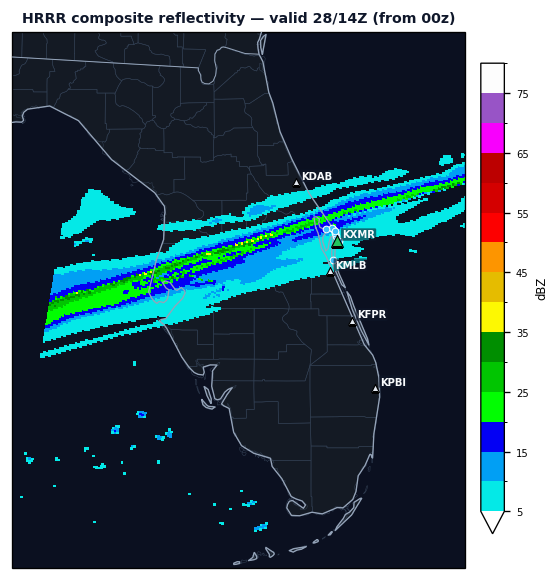 HRRR composite reflectivity — valid 28/14Z (from 00z)
KDAB
KXMR
KMLB
KFPR
KPBI
75
65
55
45
35
25
15
5
dBZ